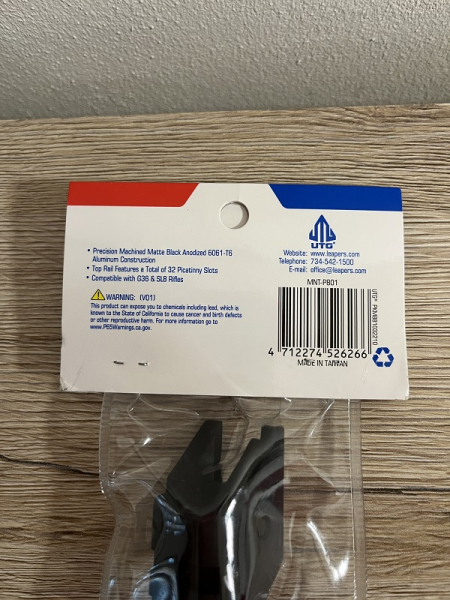 • Precision Machined Matte Black Anodized 6061-T6
Aluminum Construction
• Top Rail Features a Total of 32 Picatinny Slots
• Compatible with G36 & SL8 Rifles
WARNING: (V01)
This product can expose you to chemicals including lead, which is
known to the State of California to cause cancer and birth defects
or other reproductive harm. For more information go to
www.P65Warnings.ca.gov.
UTG®
Website: www.leapers.com
Telephone: 734-542-1500
E-mail: office@leapers.com
MNT-P801
4 712274 526266
MADE IN TAIWAN